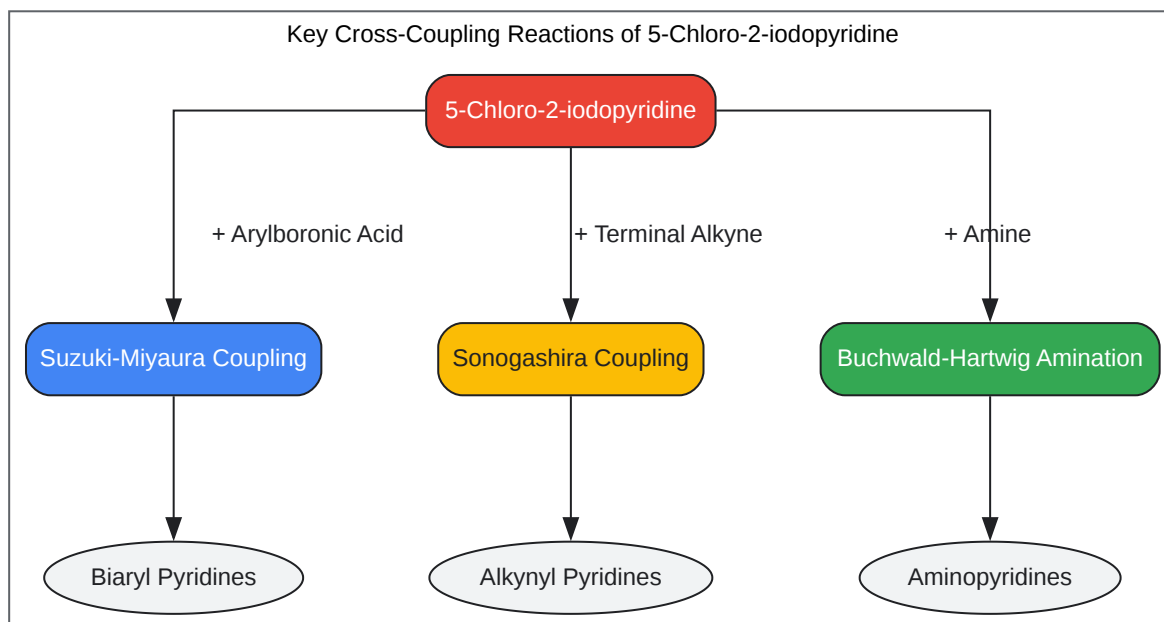 Key Cross-Coupling Reactions of 5-Chloro-2-iodopyridine
5-Chloro-2-iodopyridine
+ Arylboronic Acid
+ Terminal Alkyne
+ Amine
Suzuki-Miyaura Coupling
Sonogashira Coupling
Buchwald-Hartwig Amination
Biaryl Pyridines
Alkynyl Pyridines
Aminopyridines